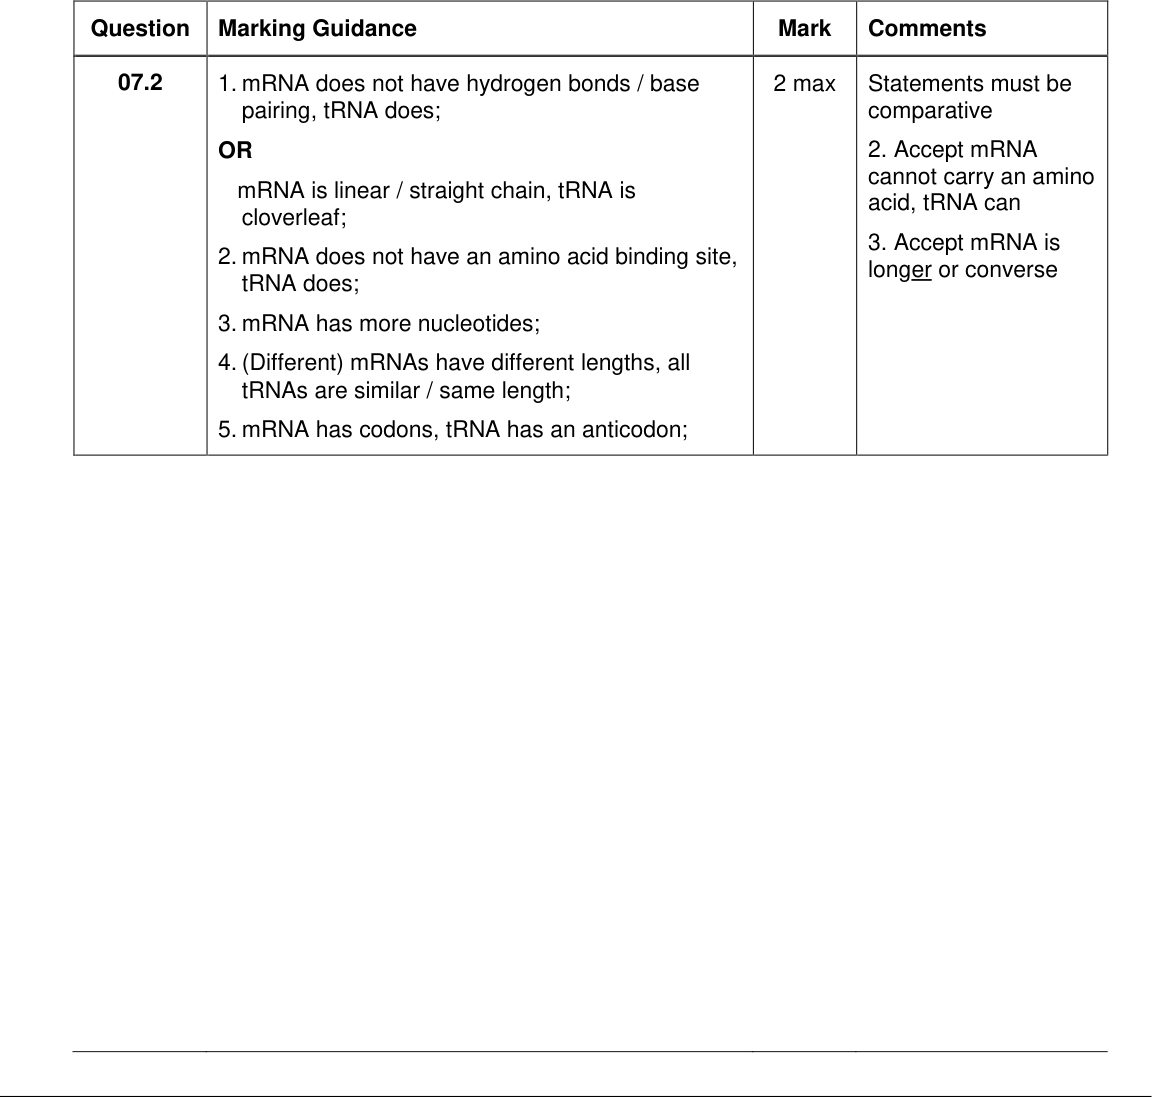 Question Marking Guidance Mark Comments
07.2
1. mRNA does not have hydrogen bonds / base
pairing, tRNA does;
OR
mRNA is linear / straight chain, tRNA is
cloverleaf;
2. mRNA does not have an amino acid binding site,
tRNA does;
3. mRNA has more nucleotides;
4. (Different) mRNAs have different lengths, all
tRNAs are similar / same length;
5. mRNA has codons, tRNA has an anticodon;
2 max
Statements must be
comparative
2. Accept mRNA
cannot carry an amino
acid, tRNA can
3. Accept mRNA is
longer or converse